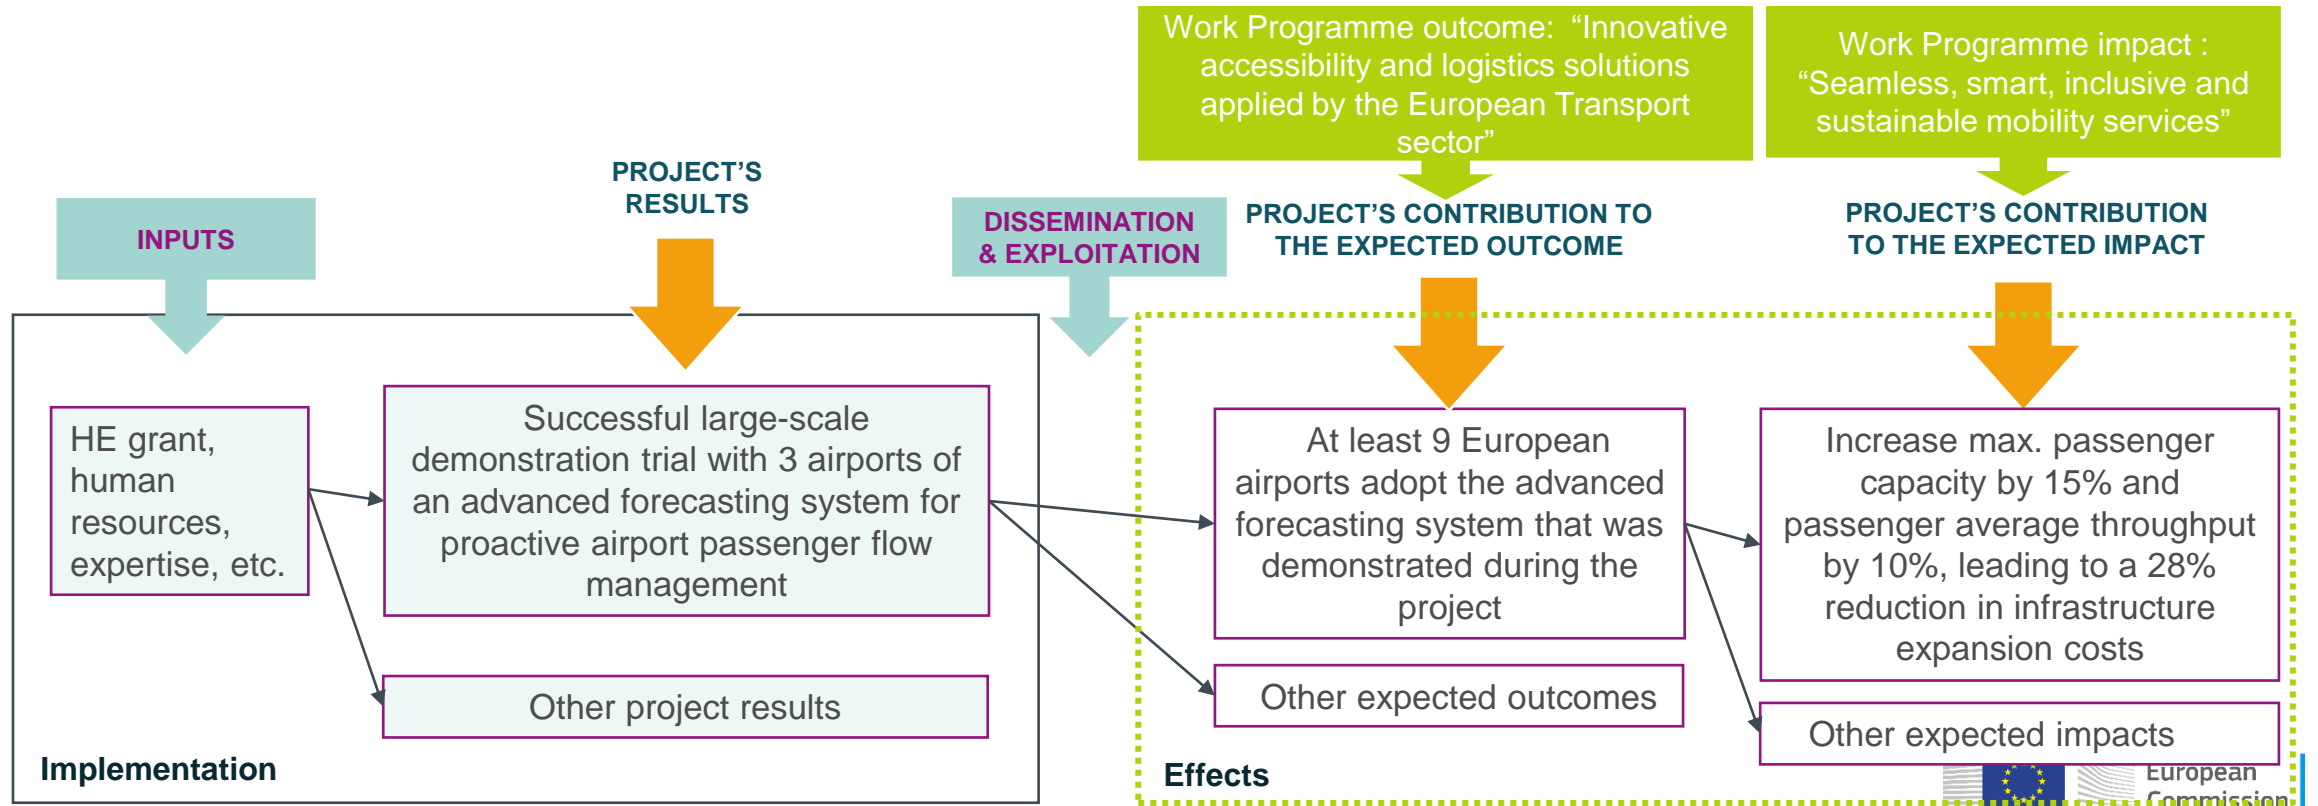 Work Programme outcome: “Innovative
accessibility and logistics solutions
applied by the European Transport
sector”
Work Programme impact :
“Seamless, smart, inclusive and
sustainable mobility services”
INPUTS
PROJECT’S
RESULTS
DISSEMINATION
& EXPLOITATION
PROJECT’S CONTRIBUTION TO
THE EXPECTED OUTCOME
PROJECT’S CONTRIBUTION
TO THE EXPECTED IMPACT
HE grant,
human
resources,
expertise, etc.
Successful large-scale
demonstration trial with 3 airports of
an advanced forecasting system for
proactive airport passenger flow
management
Other project results
Implementation
At least 9 European
airports adopt the advanced
forecasting system that was
demonstrated during the
project
Other expected outcomes
Increase max. passenger
capacity by 15% and
passenger average throughput
by 10%, leading to a 28%
reduction in infrastructure
expansion costs
Other expected impacts
Effects
European
Commission